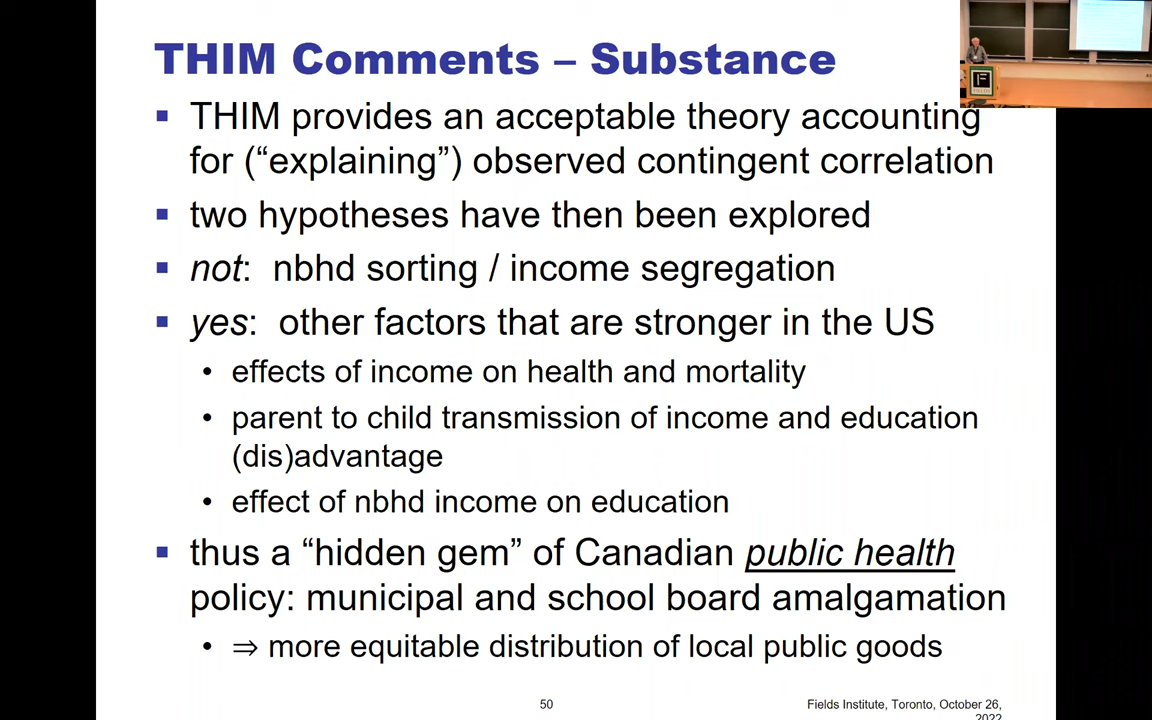 THIM Comments – Substance
▪ THIM provides an acceptable theory accounting
for (“explaining”) observed contingent correlation
▪ two hypotheses have then been explored
▪ not: nbhd sorting / income segregation
▪ yes: other factors that are stronger in the US
• effects of income on health and mortality
• parent to child transmission of income and education
(dis)advantage
• effect of nbhd income on education
▪ thus a “hidden gem” of Canadian public health
policy: municipal and school board amalgamation
• ⇒ more equitable distribution of local public goods
50
Fields Institute, Toronto, October 26,
2022
F
FIELDS